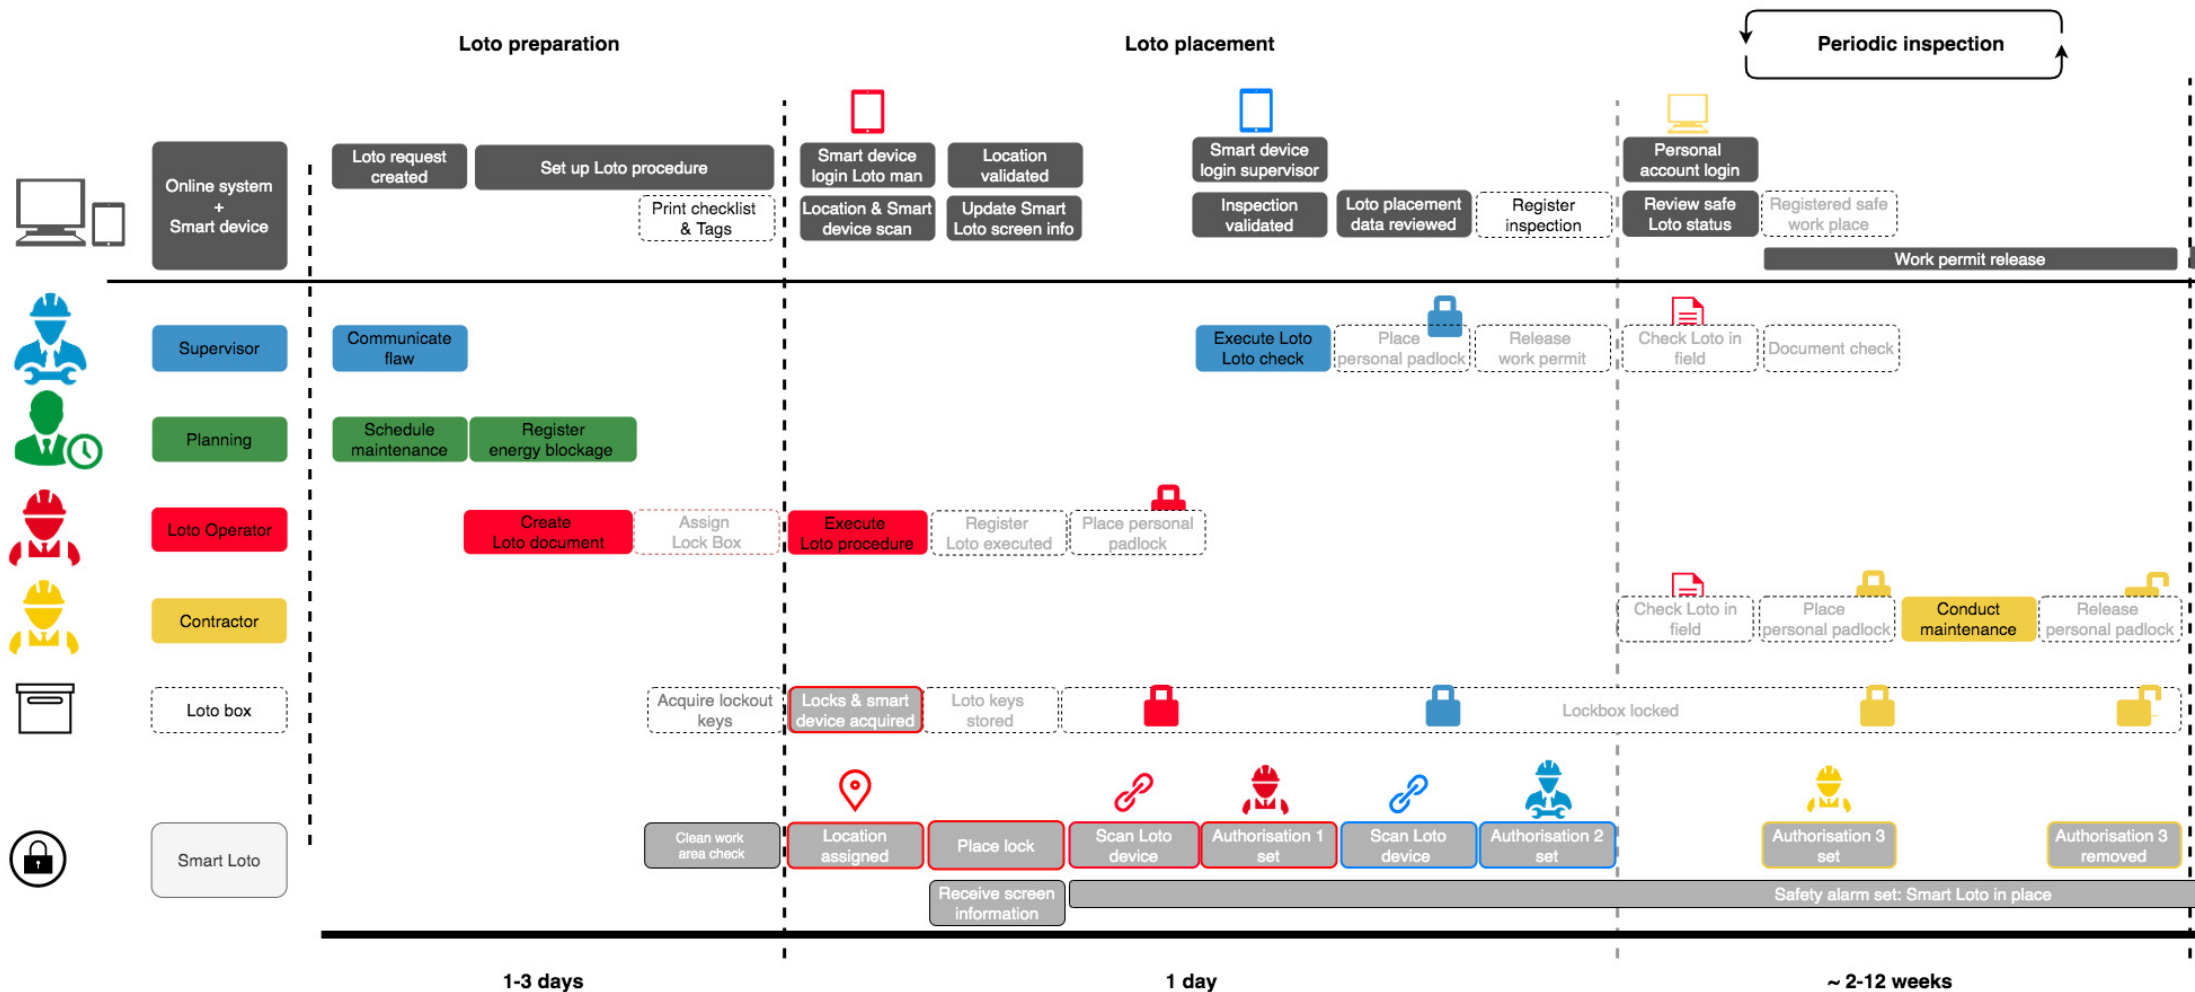 Loto preparation
Loto placement
Periodic inspection
Online system
+
Smart device
Loto request
created
Set up Loto procedure
Print checklist
& Tags
Smart device
login Loto man
Location
validated
Location & Smart
device scan
Update Smart
Loto screen info
Smart device
login supervisor
Inspection
validated
Loto placement
data reviewed
Register
inspection
Personal
account login
Review safe
Loto status
Registered safe
work place
Work permit release
Supervisor
Communicate
flaw
Execute Loto
Loto check
Place
personal padlock
Release
work permit
Check Loto in
field
Document check
Planning
Schedule
maintenance
Register
energy blockage
Loto Operator
Create
Loto document
Assign
Lock Box
Execute
Loto procedure
Register
Loto executed
Place personal
padlock
Contractor
Check Loto in
field
Place
personal padlock
Conduct
maintenance
Release
personal padlock
Loto box
Acquire lockout
keys
Locks & smart
device acquired
Loto keys
stored
Lockbox locked
Smart Loto
Clean work
area check
Location
assigned
Place lock
Scan Loto
device
Authorisation 1
set
Scan Loto
device
Authorisation 2
set
Authorisation 3
set
Authorisation 3
removed
Receive screen
information
Safety alarm set: Smart Loto in place
1-3 days
1 day
~ 2-12 weeks